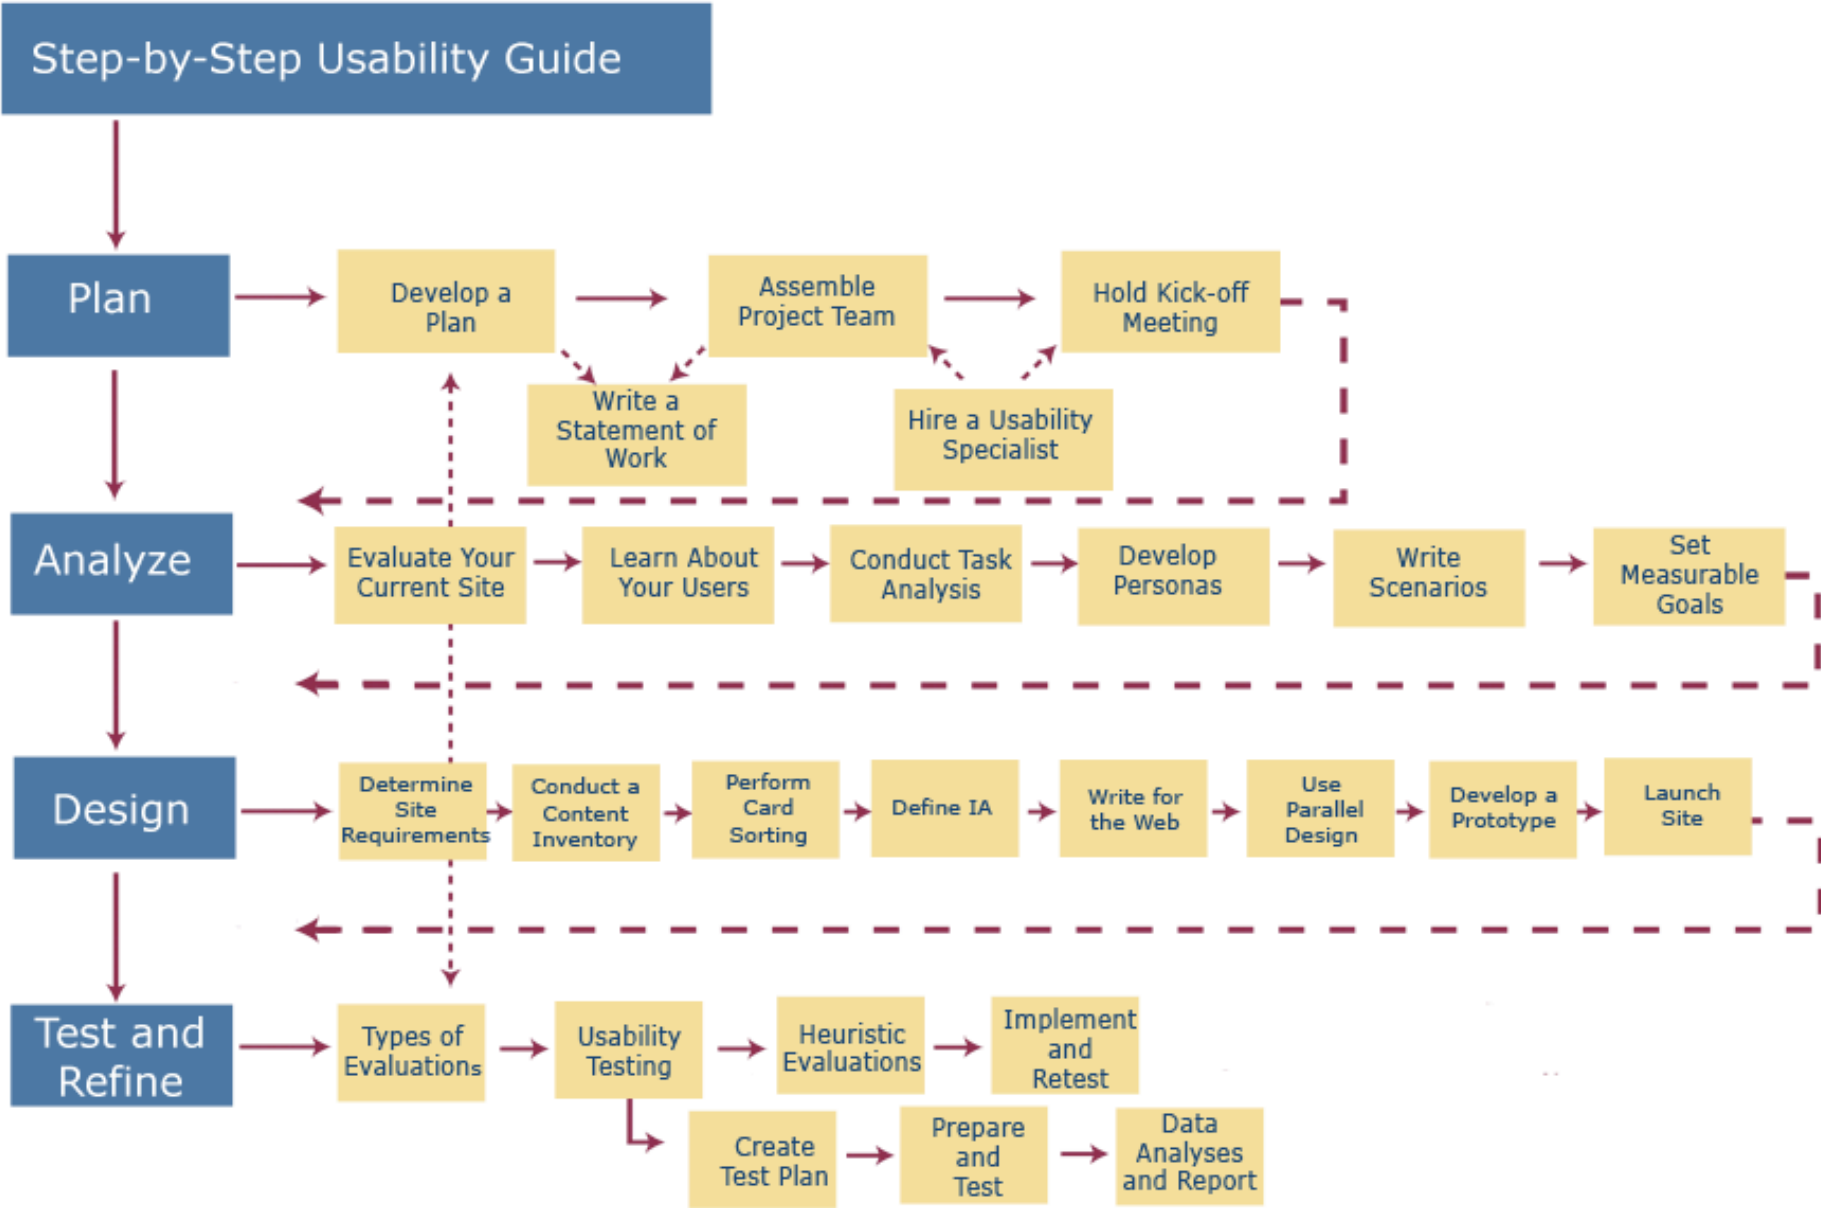 Step-by-Step Usability Guide
Plan
Develop a
Plan
Assemble
Project Team
Hold Kick-off
Meeting
Write a
Statement of
Work
Hire a Usability
Specialist
Analyze
Evaluate Your
Current Site
Learn About
Your Users
Conduct Task
Analysis
Develop
Personas
Write
Scenarios
Set
Measurable
Goals
Design
Determine
Site
Requirements
Conduct a
Content
Inventory
Perform
Card
Sorting
Define IA
Write for
the Web
Use
Parallel
Design
Develop a
Prototype
Launch
Site
Test and
Refine
Types of
Evaluations
Usability
Testing
Heuristic
Evaluations
Implement
and
Retest
Create
Test Plan
Prepare
and
Test
Data
Analyses
and Report